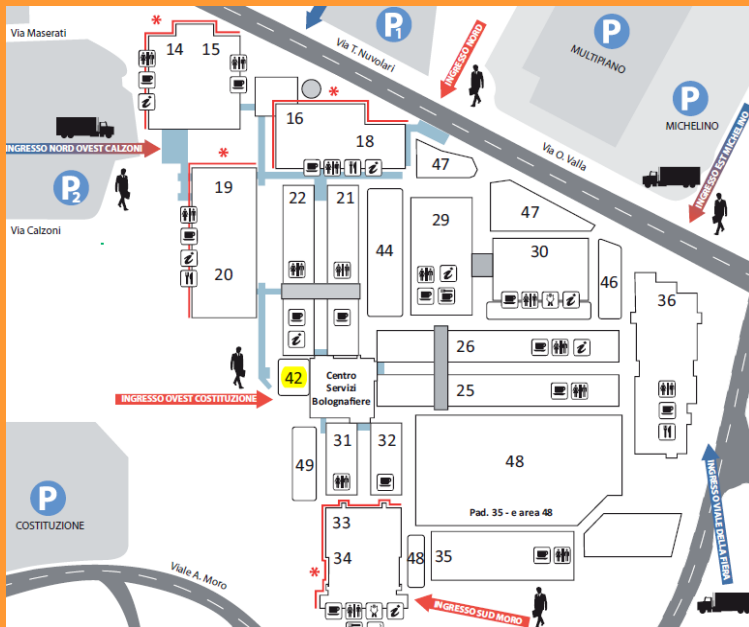 Via Maserati
14
15
P1
Via T. Nuvolari
INGRESSO NORD
P
MULTIPIANO
P
MICHELINO
16
18
INGRESSO NORD OVEST CALZONI
47
Via O. Valla
INGRESSO EST MICHELINO
P2
19
22
21
29
47
Via Calzoni
44
30
20
46
36
26
42
Centro
Servizi
Bolognafiere
25
INGRESSO OVEST COSTITUZIONE
31
32
49
48
P
COSTITUZIONE
Pad. 35 - e area 48
INGRESSO VIALE DELLA FIERA
33
34
48
35
Viale A. Moro
INGRESSO SUD MORO